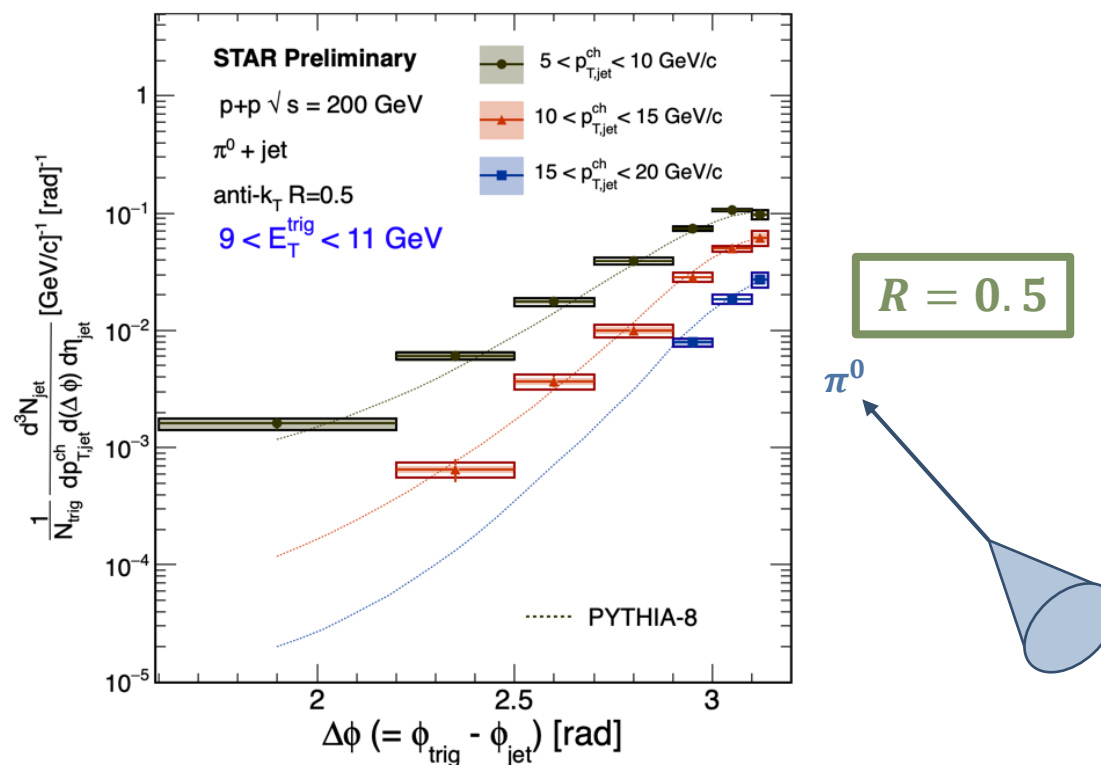 STAR Preliminary
p+p √ s = 200 GeV
π⁰ + jet
anti-k_T R=0.5
9 < E_T^trig < 11 GeV
5 < p_T,jet^ch < 10 GeV/c
10 < p_T,jet^ch < 15 GeV/c
15 < p_T,jet^ch < 20 GeV/c
1
10⁻¹
10⁻²
10⁻³
10⁻⁴
10⁻⁵
1/N_trig d³N_jet/dp_T,jet^ch d(Δ ϕ) dη_jet [GeV/c]⁻¹ [rad]⁻¹
PYTHIA-8
2 2.5 3
Δϕ (= ϕ_trig - ϕ_jet) [rad]
R = 0.5
π⁰